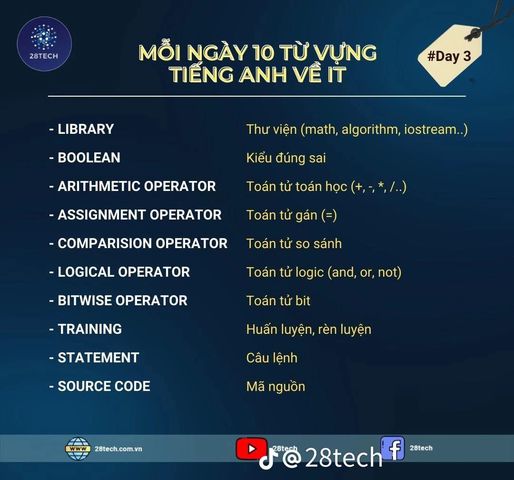 28TECH
MỖI NGÀY 10 TỪ VỰNG
TIẾNG ANH VỀ IT
#Day 3
- LIBRARY Thư viện (math, algorithm, iostream..)
- BOOLEAN Kiểu đúng sai
- ARITHMETIC OPERATOR Toán tử toán học (+, -, *, /..)
- ASSIGNMENT OPERATOR Toán tử gán (=)
- COMPARISION OPERATOR Toán tử so sánh
- LOGICAL OPERATOR Toán tử logic (and, or, not)
- BITWISE OPERATOR Toán tử bit
- TRAINING Huấn luyện, rèn luyện
- STATEMENT Câu lệnh
- SOURCE CODE Mã nguồn
WWW 28tech.com.vn 28tech 28tech
@28tech